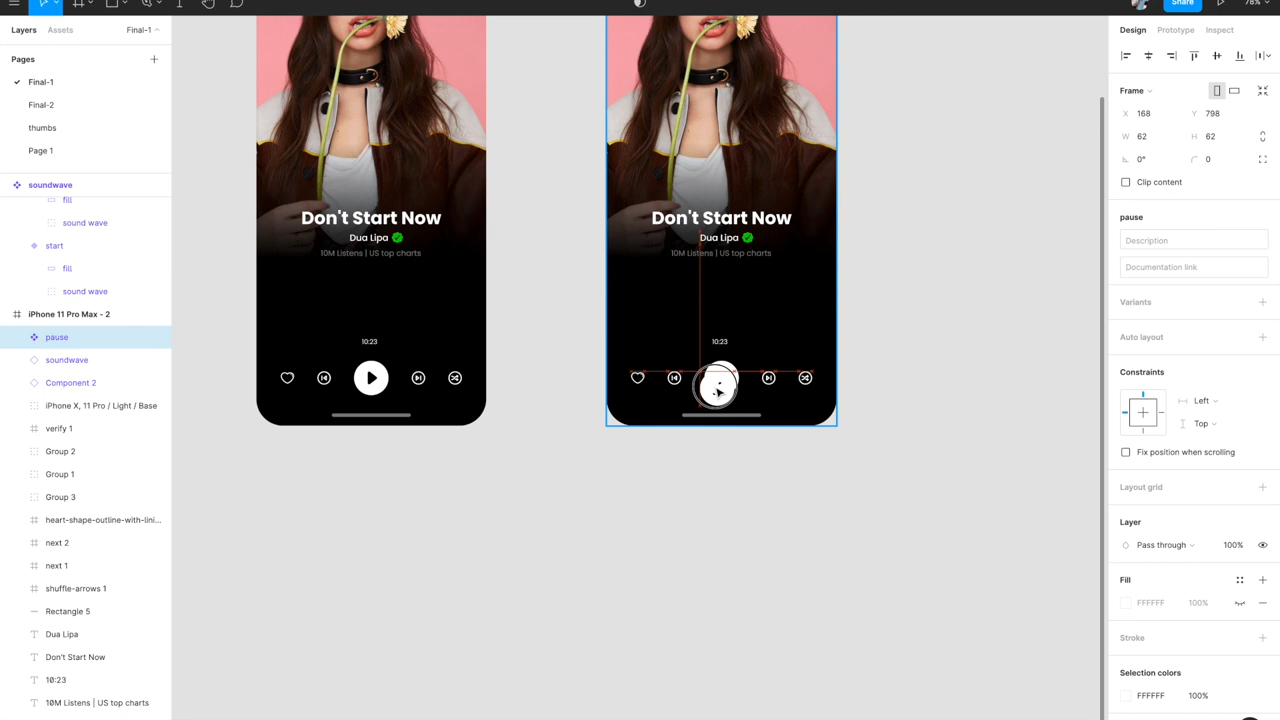 Share
78%
Layers
Assets
Final-1
Pages
Final-1
Final-2
thumbs
Page 1
soundwave
fill
sound wave
start
fill
sound wave
iPhone 11 Pro Max - 2
pause
soundwave
Component 2
iPhone X, 11 Pro / Light / Base
verify 1
Group 2
Group 1
Group 3
heart-shape-outline-with-lini...
next 2
next 1
shuffle-arrows 1
Rectangle 5
Dua Lipa
Don't Start Now
10:23
10M Listens | US top charts
Don't Start Now
Dua Lipa
10M Listens | US top charts
10:23
Don't Start Now
Dua Lipa
10M Listens | US top charts
10:23
Design
Prototype
Inspect
Frame
X 168 Y 798
W 62 H 62
0° 0
Clip content
pause
Description
Documentation link
Variants
Auto layout
Constraints
Left
Top
Fix position when scrolling
Layout grid
Layer
Pass through 100%
Fill
FFFFFF 100%
Stroke
Selection colors
FFFFFF 100%